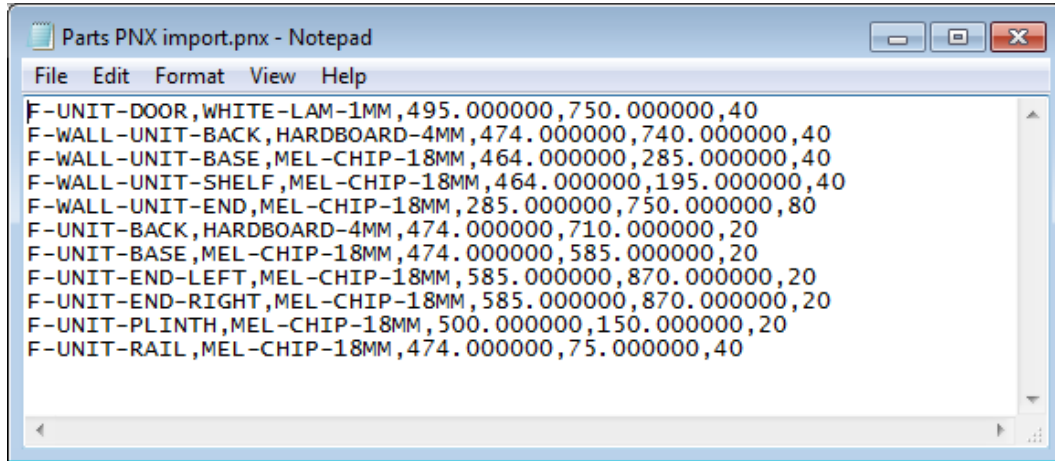 Parts PNX import.pnx - Notepad
File Edit Format View Help
F-UNIT-DOOR,WHITE-LAM-1MM,495.000000,750.000000,40
F-WALL-UNIT-BACK,HARDBOARD-4MM,474.000000,740.000000,40
F-WALL-UNIT-BASE,MEL-CHIP-18MM,464.000000,285.000000,40
F-WALL-UNIT-SHELF,MEL-CHIP-18MM,464.000000,195.000000,40
F-WALL-UNIT-END,MEL-CHIP-18MM,285.000000,750.000000,80
F-UNIT-BACK,HARDBOARD-4MM,474.000000,710.000000,20
F-UNIT-BASE,MEL-CHIP-18MM,474.000000,585.000000,20
F-UNIT-END-LEFT,MEL-CHIP-18MM,585.000000,870.000000,20
F-UNIT-END-RIGHT,MEL-CHIP-18MM,585.000000,870.000000,20
F-UNIT-PLINTH,MEL-CHIP-18MM,500.000000,150.000000,20
F-UNIT-RAIL,MEL-CHIP-18MM,474.000000,75.000000,40